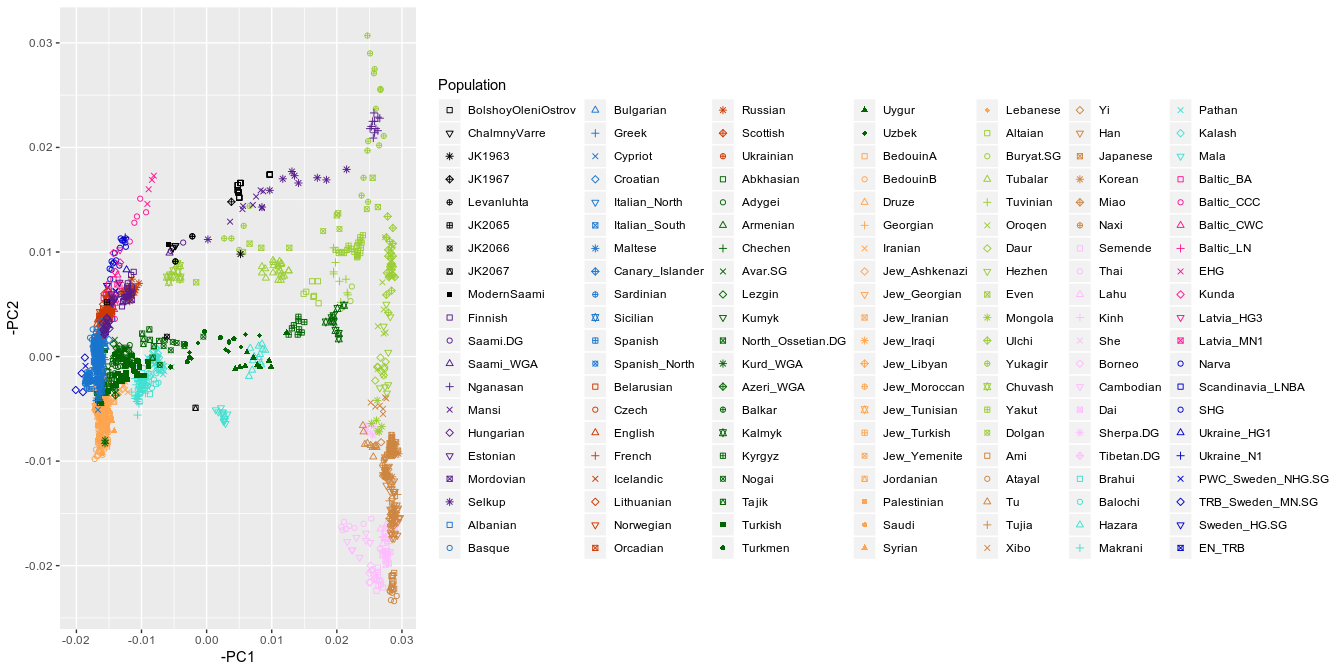 Population
BolshoyOleniOstrov Bulgarian Russian Uygur Lebanese Yi Pathan
ChalmnyVarre Greek Scottish Uzbek Altaian Han Kalash
JK1963 Cypriot Ukrainian BedouinA Buryat.SG Japanese Mala
JK1967 Croatian Abkhasian BedouinB Tubalar Korean Baltic_BA
Levanluhta Italian_North Adygei Druze Tuvinian Miao Baltic_CCC
JK2065 Italian_South Armenian Georgian Oroqen Naxi Baltic_CWC
JK2066 Maltese Chechen Iranian Daur Semende Baltic_LN
JK2067 Canary_Islander Avar.SG Jew_Ashkenazi Hezhen Thai EHG
ModernSaami Sardinian Lezgin Jew_Georgian Even Lahu Kunda
Finnish Sicilian Kumyk Jew_Iranian Mongola Kinh Latvia_HG3
Saami.DG Spanish North_Ossetian.DG Jew_Iraqi Ulchi She Latvia_MN1
Saami_WGA Spanish_North Kurd_WGA Jew_Libyan Yukagir Borneo Narva
Nganasan Belarusian Azeri_WGA Jew_Moroccan Chuvash Cambodian Scandinavia_LNBA
Mansi Czech Balkar Jew_Tunisian Yakut Dai SHG
Hungarian English Kalmyk Jew_Turkish Dolgan Sherpa.DG Ukraine_HG1
Estonian French Kyrgyz Jew_Yemenite Ami Tibetan.DG Ukraine_N1
Mordovian Icelandic Nogai Jordanian Atayal Brahui PWC_Sweden_NHG.SG
Selkup Lithuanian Tajik Palestinian Tu Balochi TRB_Sweden_MN.SG
Albanian Norwegian Turkish Saudi Tujia Hazara Sweden_HG.SG
Basque Orcadian Turkmen Syrian Xibo Makrani EN_TRB
0.03
0.02
0.01
0.00
-0.01
-0.02
-PC2
-0.02 -0.01 0.00 0.01 0.02 0.03
-PC1